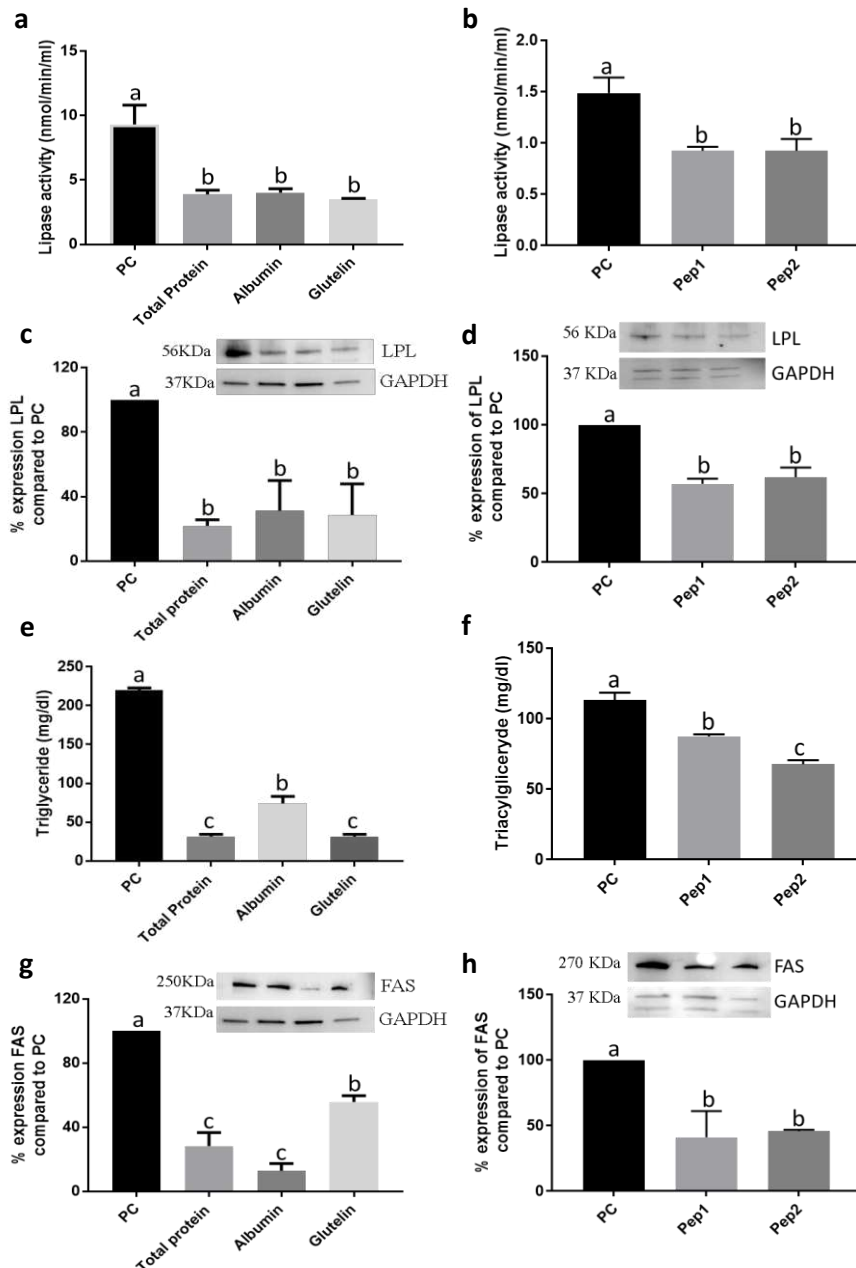 a
Lipase activity (nmol/min/ml)
15
10
5
0
a
b
b
b
PC
Total Protein
Albumin
Glutelin
b
Lipase activity (nmol/min/ml)
2.0
1.5
1.0
0.5
0.0
a
b
b
PC
Pep1
Pep2
c
56KDa
LPL
37KDa
GAPDH
% expression LPL
compared to PC
120
80
40
0
a
b
b
b
PC
Total protein
Albumin
Glutelin
d
56 KDa
LPL
37 KDa
GAPDH
% expression of LPL
compared to PC
150
100
50
0
a
b
b
PC
Pep1
Pep2
e
Triglyceride (mg/dl)
250
200
150
100
50
0
a
c
b
c
PC
Total Protein
Albumin
Glutelin
f
Triacylgliceryde (mg/dl)
150
100
50
0
a
b
c
PC
Pep1
Pep2
g
250KDa
FAS
37KDa
GAPDH
% expression FAS
compared to PC
120
80
40
0
a
c
c
b
PC
Total protein
Albumin
Glutelin
h
270 KDa
FAS
37 KDa
GAPDH
% expression of FAS
compared to PC
150
100
50
0
a
b
b
PC
Pep1
Pep2